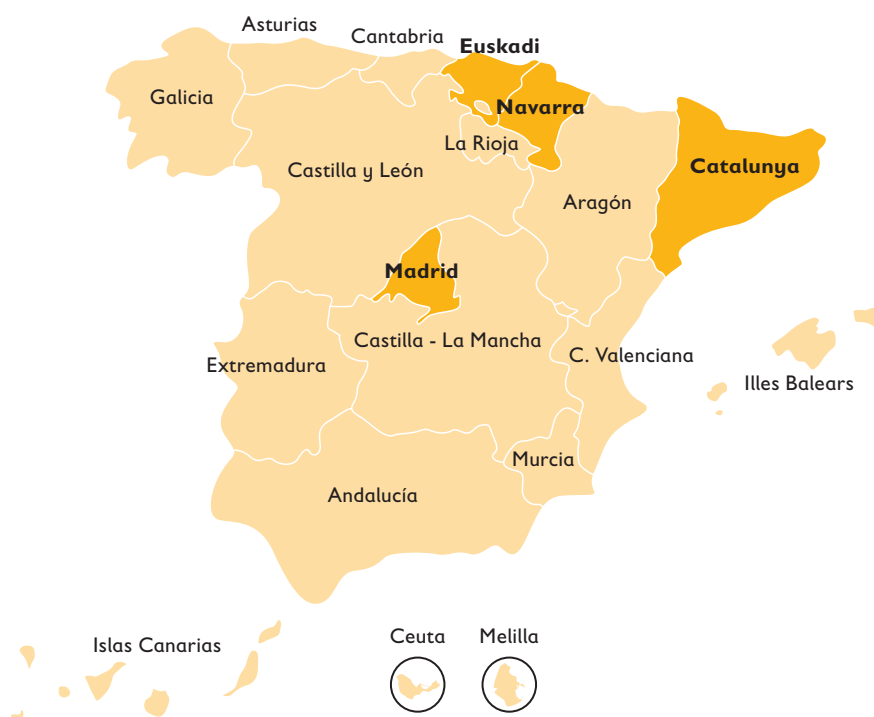 Asturias
Cantabria
Euskadi
Galicia
Navarra
La Rioja
Catalunya
Castilla y León
Aragón
Madrid
Castilla - La Mancha
C. Valenciana
Extremadura
Illes Balears
Murcia
Andalucía
Islas Canarias
Ceuta
Melilla